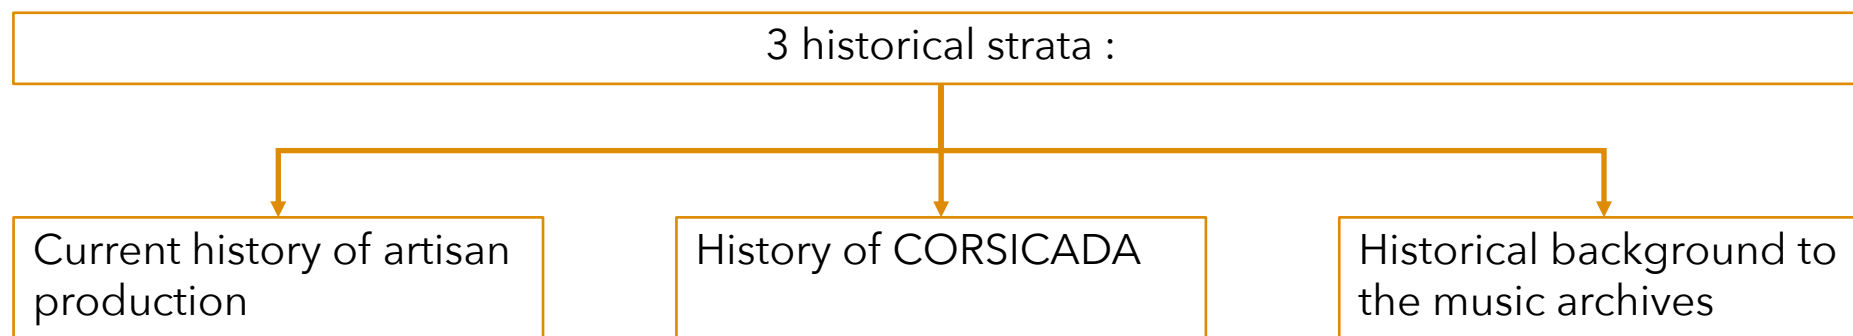 3 historical strata :
Current history of artisan
production
History of CORSICADA
Historical background to
the music archives